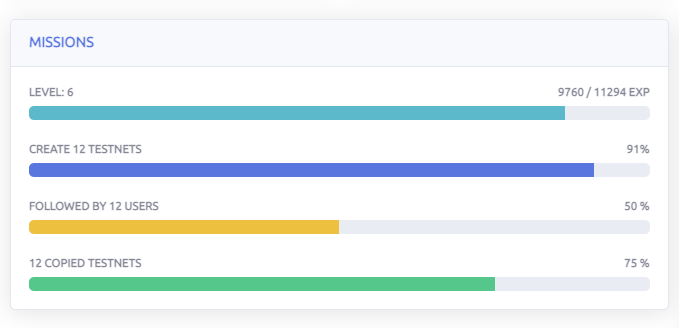 MISSIONS
LEVEL: 6 9760 / 11294 EXP
CREATE 12 TESTNETS 91%
FOLLOWED BY 12 USERS 50 %
12 COPIED TESTNETS 75 %